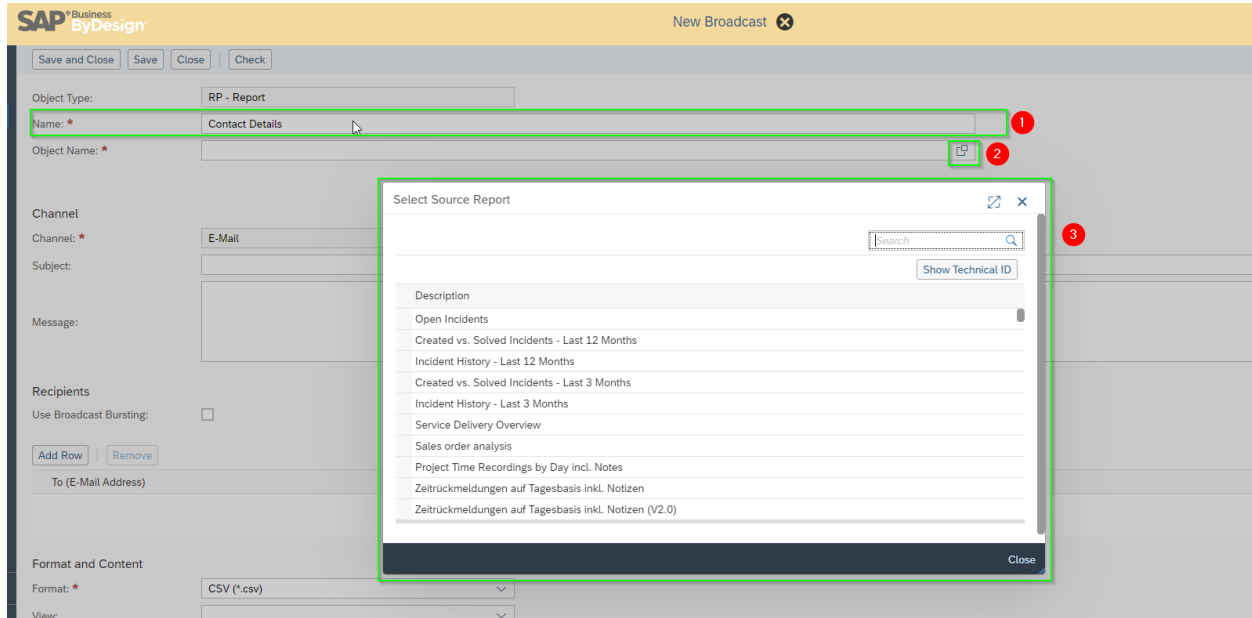 SAP Business ByDesign
New Broadcast
Save and Close Save Close Check
Object Type: RP - Report
Name: * Contact Details 1
Object Name: * 2
Select Source Report
Channel
Channel: * E-Mail
Search 3
Subject:
Show Technical ID
Description
Message:
Open Incidents
Created vs. Solved Incidents - Last 12 Months
Incident History - Last 12 Months
Created vs. Solved Incidents - Last 3 Months
Incident History - Last 3 Months
Service Delivery Overview
Sales order analysis
Project Time Recordings by Day incl. Notes
Zeitrückmeldungen auf Tagesbasis inkl. Notizen
Zeitrückmeldungen auf Tagesbasis inkl. Notizen (V2.0)
Close
Recipients
Use Broadcast Bursting:
Add Row Remove
To (E-Mail Address)
Format and Content
Format: * CSV (*.csv)
View: